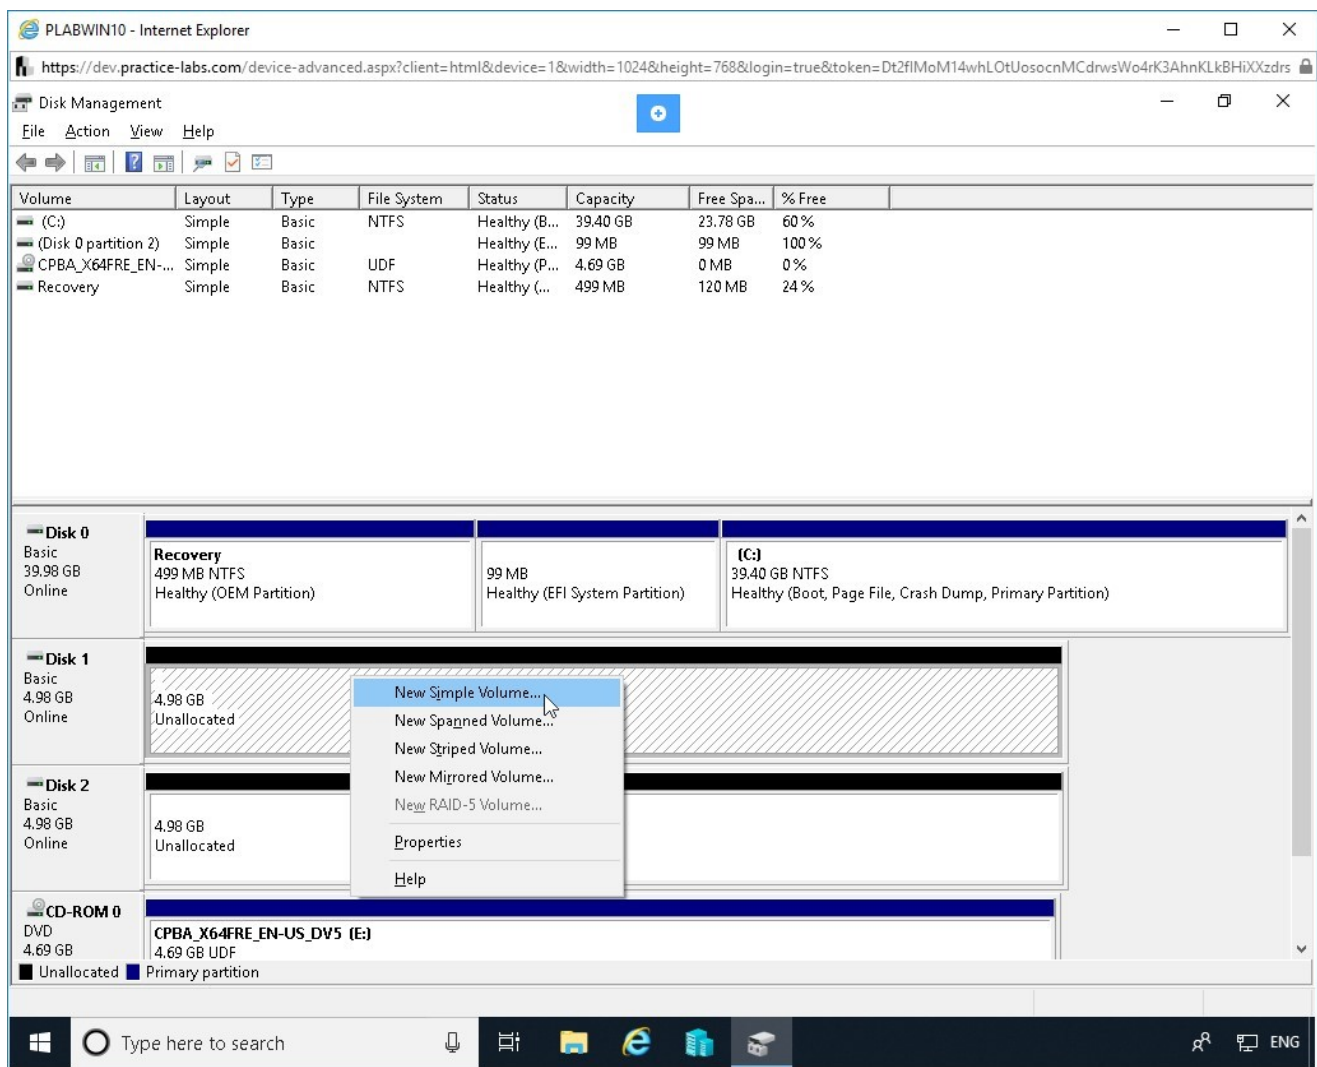 PLABWIN10 - Internet Explorer
https://dev.practice-labs.com/device-advanced.aspx?client=html&device=1&width=1024&height=768&login=true&token=Dt2flMoM14whLOtUosocnMCdrwsWo4rK3AhnKLkBHiXXzdrs
Disk Management
File Action View Help
Volume Layout Type File System Status Capacity Free Spa... % Free
(C:) Simple Basic NTFS Healthy (B... 39.40 GB 23.78 GB 60 %
(Disk 0 partition 2) Simple Basic Healthy (E... 99 MB 99 MB 100 %
CPBA_X64FRE_EN-... Simple Basic UDF Healthy (P... 4.69 GB 0 MB 0 %
Recovery Simple Basic NTFS Healthy (... 499 MB 120 MB 24 %
Disk 0
Basic
39.98 GB
Online
Recovery
499 MB NTFS
Healthy (OEM Partition)
99 MB
Healthy (EFI System Partition)
(C:)
39.40 GB NTFS
Healthy (Boot, Page File, Crash Dump, Primary Partition)
Disk 1
Basic
4.98 GB
Online
4.98 GB
Unallocated
New Simple Volume...
New Spanned Volume...
New Striped Volume...
New Mirrored Volume...
New RAID-5 Volume...
Properties
Help
Disk 2
Basic
4.98 GB
Online
4.98 GB
Unallocated
CD-ROM 0
DVD
4.69 GB
CPBA_X64FRE_EN-US_DV5 (E:)
4.69 GB UDF
Unallocated Primary partition
Type here to search
ENG